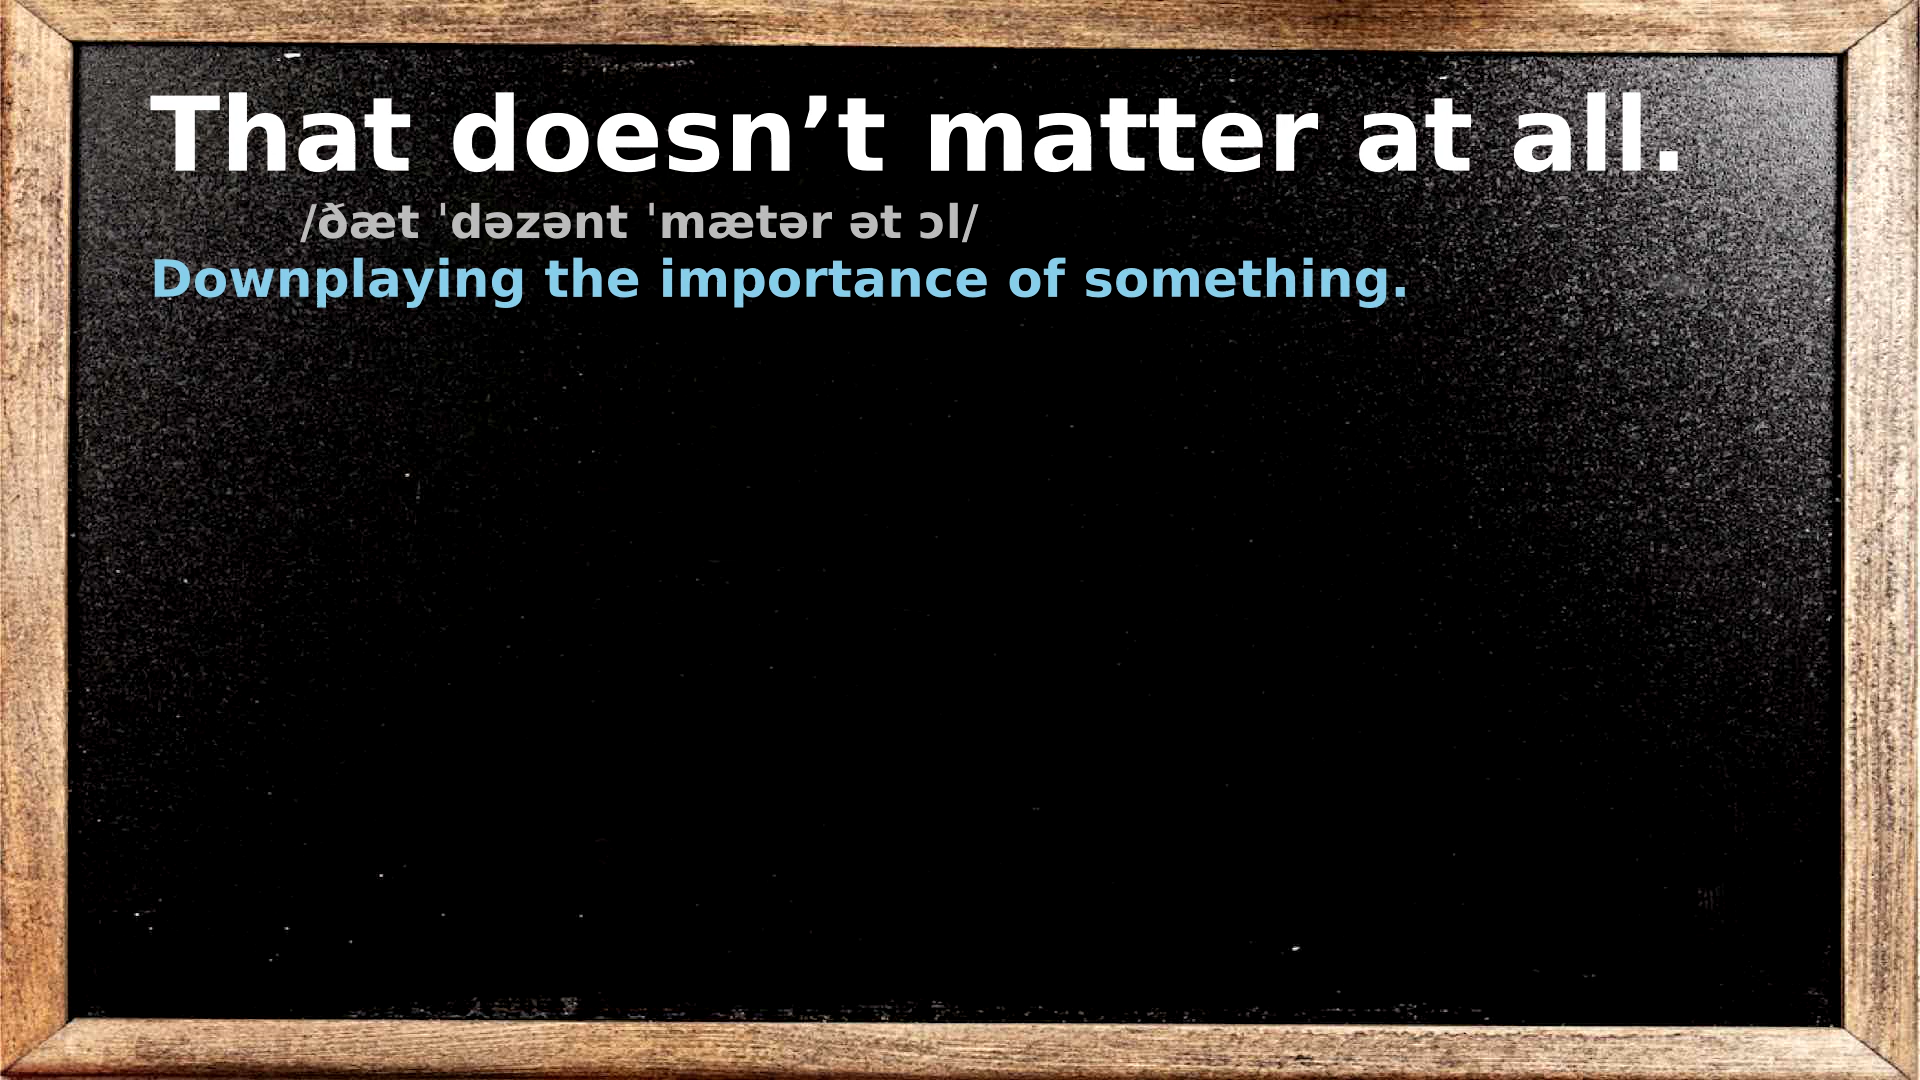 That doesn’t matter at all.
/ðæt ˈdəzənt ˈmætər ət ɔl/
Downplaying the importance of something.